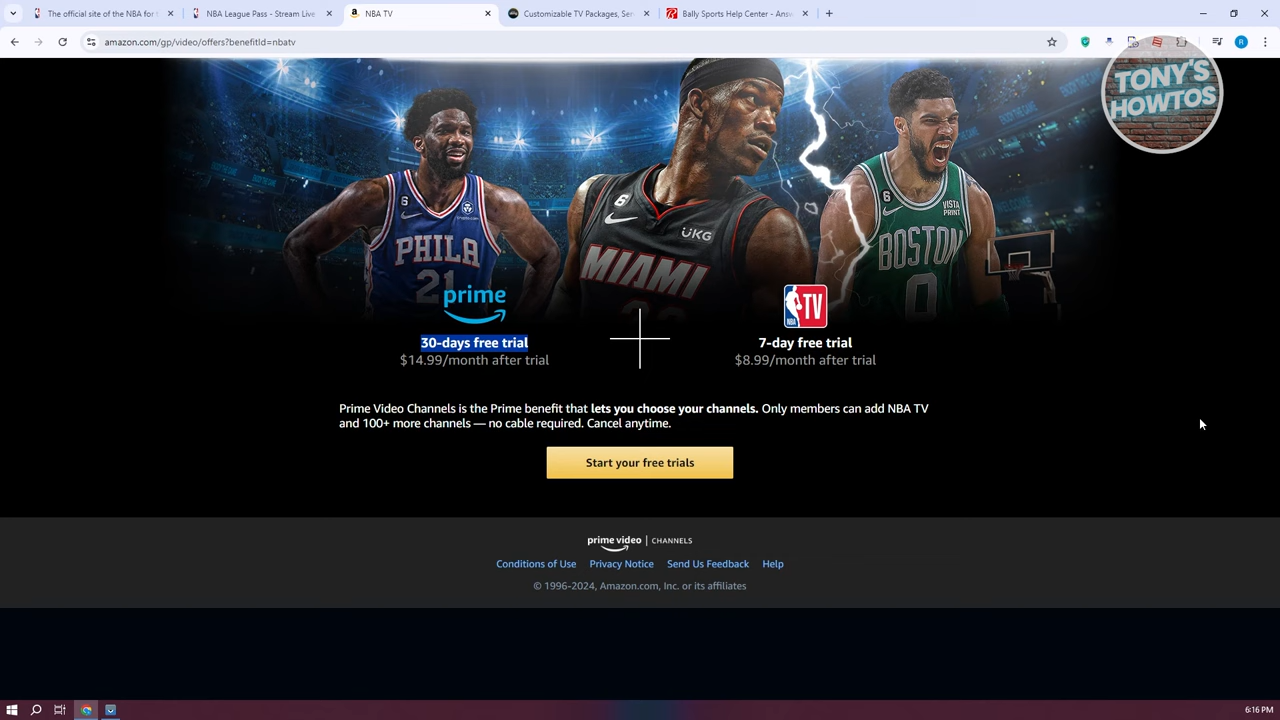 The official site of the NBA for
NBA League Pass - Stream Live
NBA TV
Customizable TV Packages, Ser
Bally Sports Help Center - Answ
amazon.com/gp/video/offers?benefitId=nbatv
R
TONY'S
HOWTOS
6
6
6
UKG
VISTA
PRINT
PHILA
21
MIAMI
BOSTON
0
prime
NBA TV
30-days free trial
7-day free trial
$14.99/month after trial
$8.99/month after trial
Prime Video Channels is the Prime benefit that lets you choose your channels. Only members can add NBA TV
and 100+ more channels — no cable required. Cancel anytime.
Start your free trials
prime video | CHANNELS
Conditions of Use Privacy Notice Send Us Feedback Help
© 1996-2024, Amazon.com, Inc. or its affiliates
6:16 PM